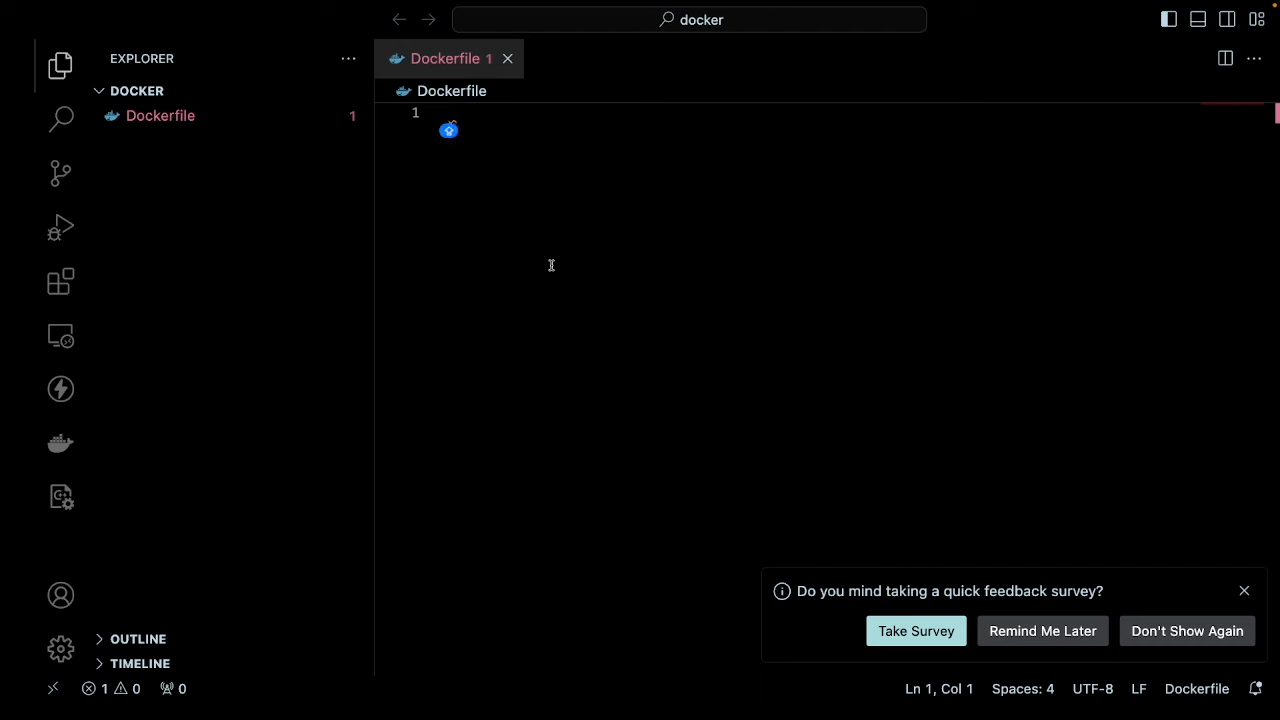 docker
EXPLORER
Dockerfile 1
DOCKER
Dockerfile
Dockerfile 1
1
Do you mind taking a quick feedback survey?
Take Survey
Remind Me Later
Don't Show Again
OUTLINE
TIMELINE
1 0 0
Ln 1, Col 1
Spaces: 4
UTF-8
LF
Dockerfile